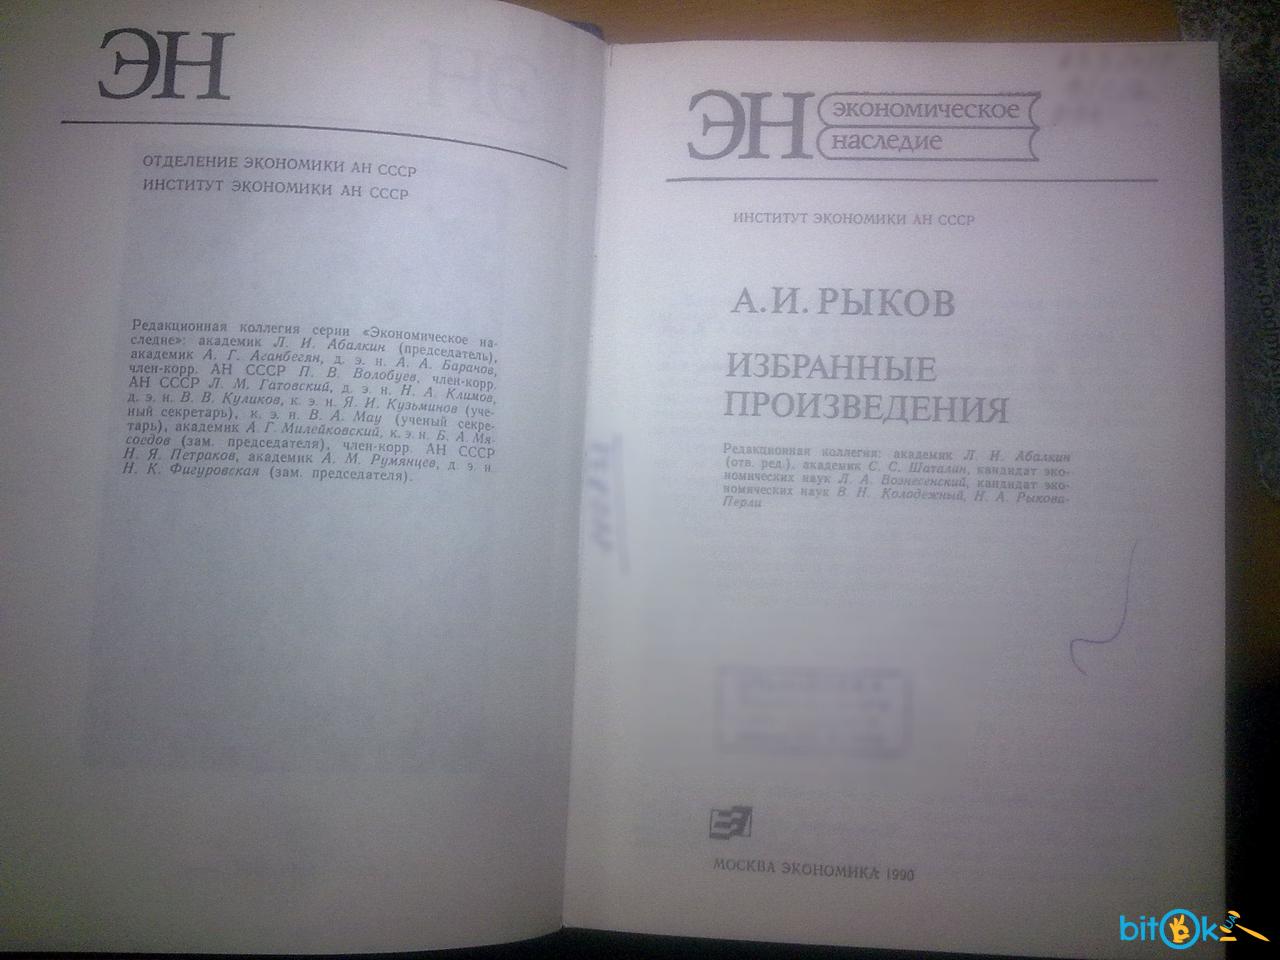 ЭН
ОТДЕЛЕНИЕ ЭКОНОМИКИ АН СССР
ИНСТИТУТ ЭКОНОМИКИ АН СССР
Редакционная коллегия серии «Экономическое на-
следие»: академик Л. И. Абалкин (председатель),
академик А. Г. Аганбегян, д. э. н. А. А. Барачов,
член-корр. АН СССР П. В. Волобуев, член-корр.
АН СССР Л. М. Гатовский, д. э. н. Н. А. Климов,
д. э. н. В. В. Куликов, к. э. н. Я. И. Кузьминов (уче-
ный секретарь), к. э. н. В. А. Мау (ученый секре-
тарь), академик А. Г. Милейковский, к. э. н. Б. А. Мя-
соедов (зам. председателя), член-корр. АН СССР
Н. Я. Петраков, академик А. М. Румянцев, д. э. н.
Н. К. Фигуровская (зам. председателя).
ЭН экономическое
наследие
ИНСТИТУТ ЭКОНОМИКИ АН СССР
А. И. РЫКОВ
ИЗБРАННЫЕ
ПРОИЗВЕДЕНИЯ
Редакционная коллегия: академик Л. И. Абалкин
(отв. ред.), академик С. С. Шаталин, кандидат эко-
номических наук Л. А. Вознесенский, кандидат эко-
номических наук В. Н. Колодежный, Н. А. Рыкова-
Перли
МОСКВА ЭКОНОМИКА 1990
bitOk UA